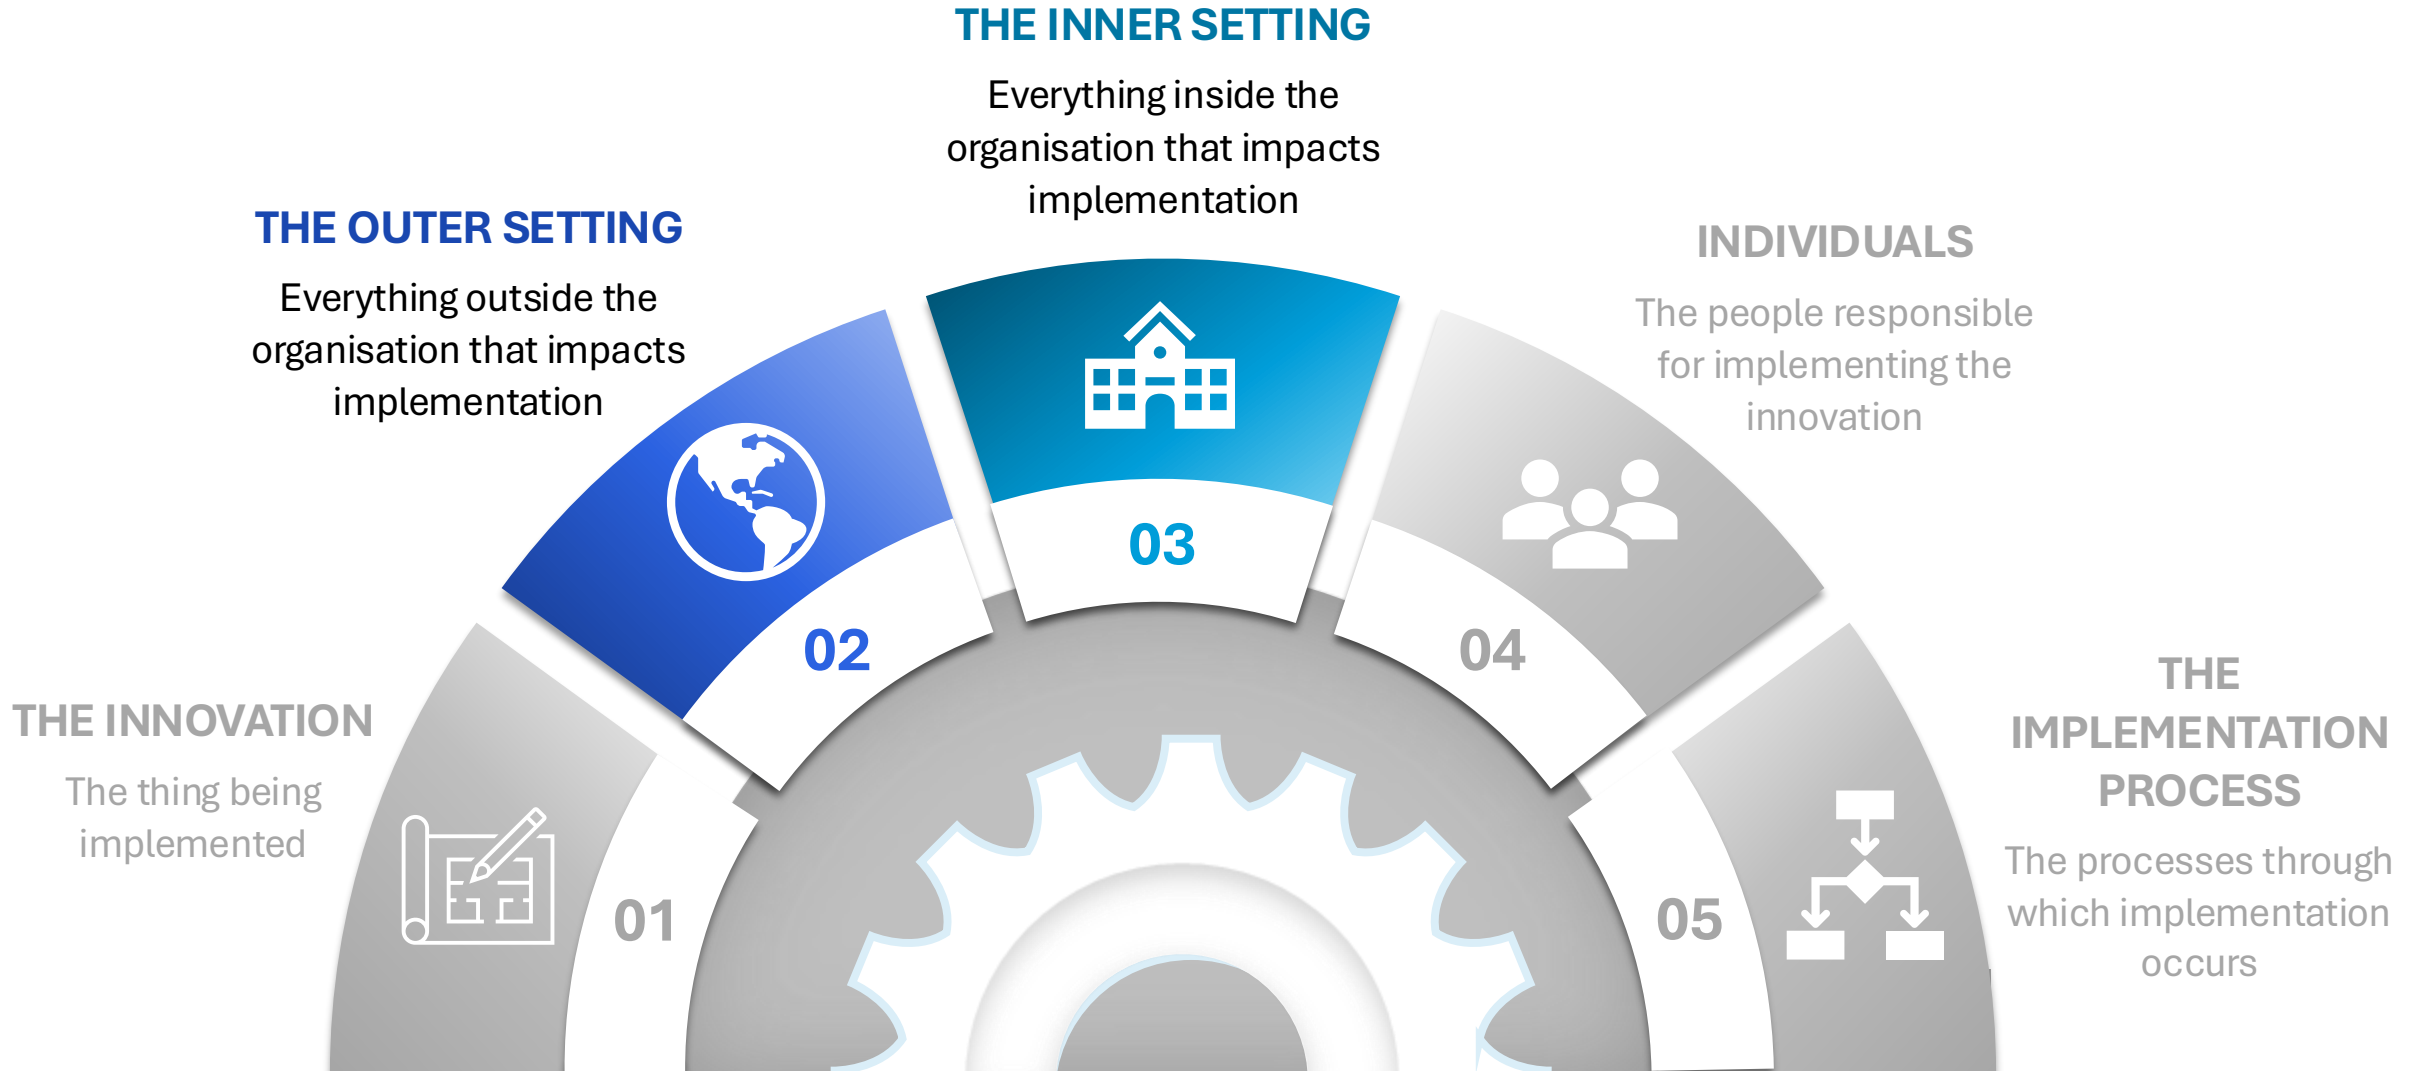 THE INNER SETTING
Everything inside the
organisation that impacts
implementation
THE OUTER SETTING
Everything outside the
organisation that impacts
implementation
INDIVIDUALS
The people responsible
for implementing the
innovation
03
02
04
THE INNOVATION
The thing being
implemented
01
THE
IMPLEMENTATION
PROCESS
The processes through
which implementation
occurs
05